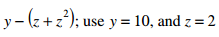 y − (z + z²); use y = 10, and z = 2